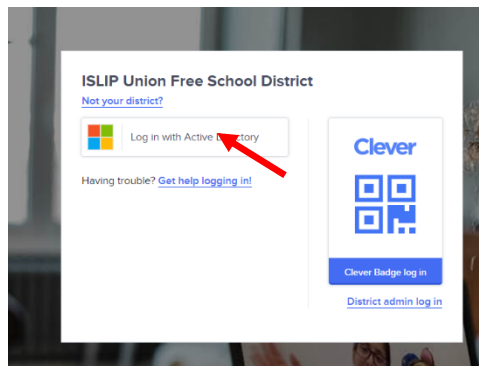 ISLIP Union Free School District
Not your district?
Log in with Active Directory
Having trouble? Get help logging in!
Clever
Clever Badge log in
District admin log in